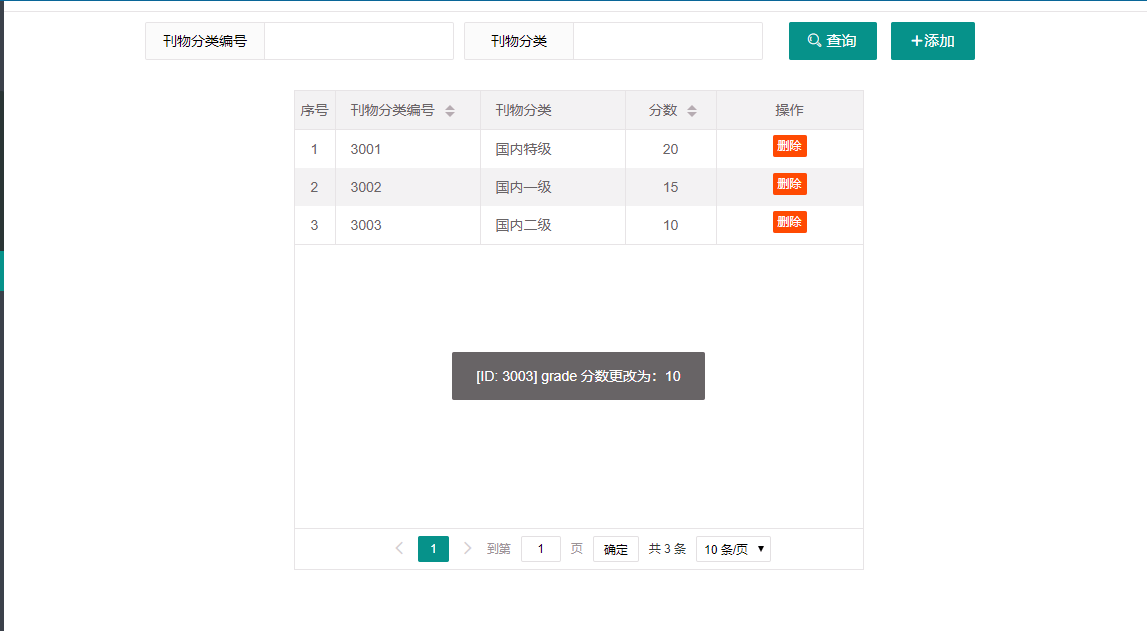 刊物分类编号 刊物分类 查询 +添加
序号 刊物分类编号 刊物分类 分数 操作
1 3001 国内特级 20 删除
2 3002 国内一级 15 删除
3 3003 国内二级 10 删除
[ID: 3003] grade 分数更改为：10
1 到第 1 页 确定 共 3 条 10 条/页